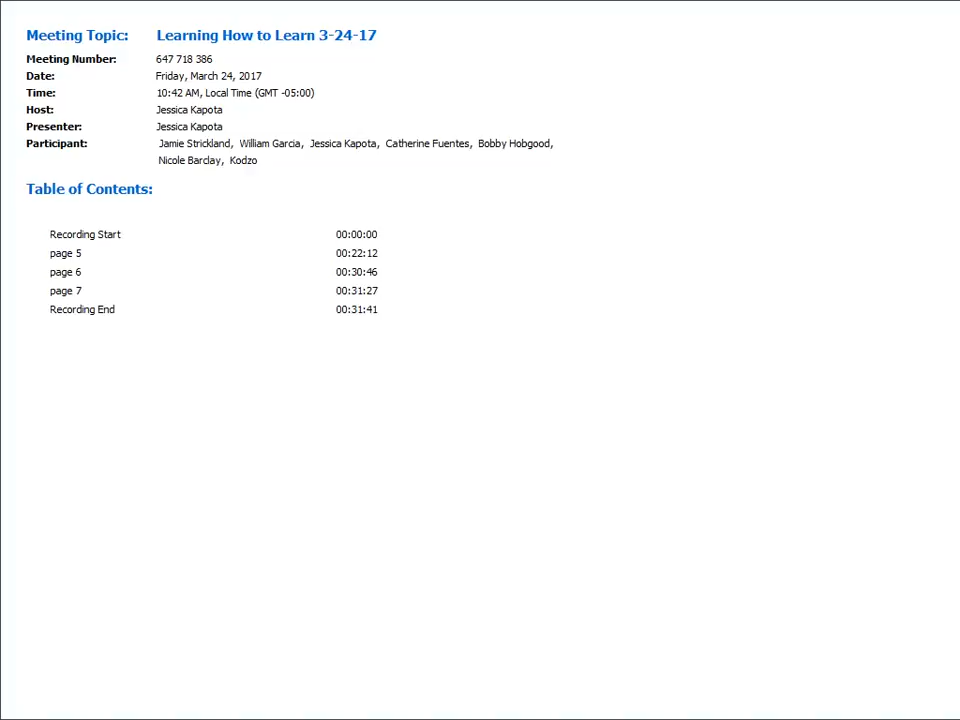 Meeting Topic: Learning How to Learn 3-24-17
Meeting Number: 647 718 386
Date: Friday, March 24, 2017
Time: 10:42 AM, Local Time (GMT -05:00)
Host: Jessica Kapota
Presenter: Jessica Kapota
Participant: Jamie Strickland, William Garcia, Jessica Kapota, Catherine Fuentes, Bobby Hobgood,
Nicole Barclay, Kodzo
Table of Contents:
Recording Start 00:00:00
page 5 00:22:12
page 6 00:30:46
page 7 00:31:27
Recording End 00:31:41